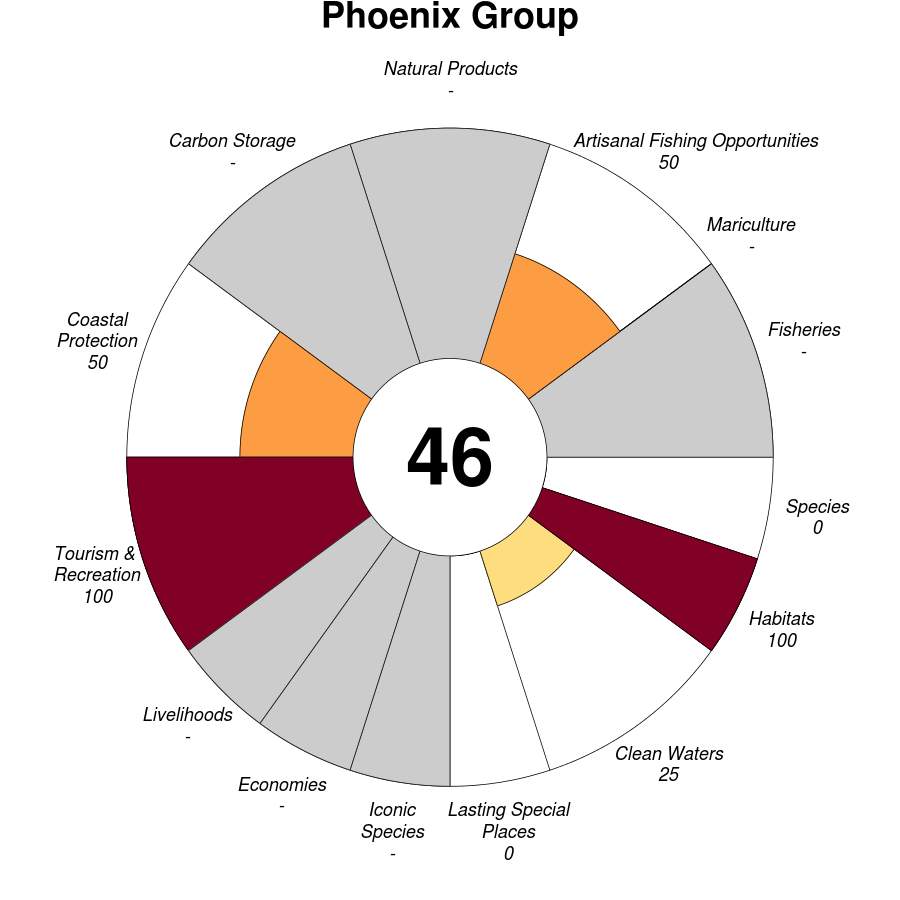 Phoenix Group
Natural Products
-
Carbon Storage
-
Artisanal Fishing Opportunities
50
Mariculture
-
Coastal
Protection
50
Fisheries
-
46
Species
0
Tourism &
Recreation
100
Habitats
100
Livelihoods
-
Clean Waters
25
Economies
-
Iconic
Species
-
Lasting Special
Places
0